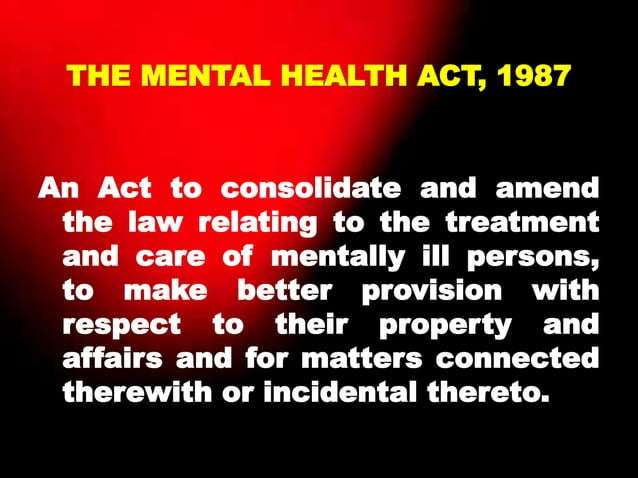 THE MENTAL HEALTH ACT, 1987
An Act to consolidate and amend
the law relating to the treatment
and care of mentally ill persons,
to make better provision with
respect to their property and
affairs and for matters connected
therewith or incidental thereto.